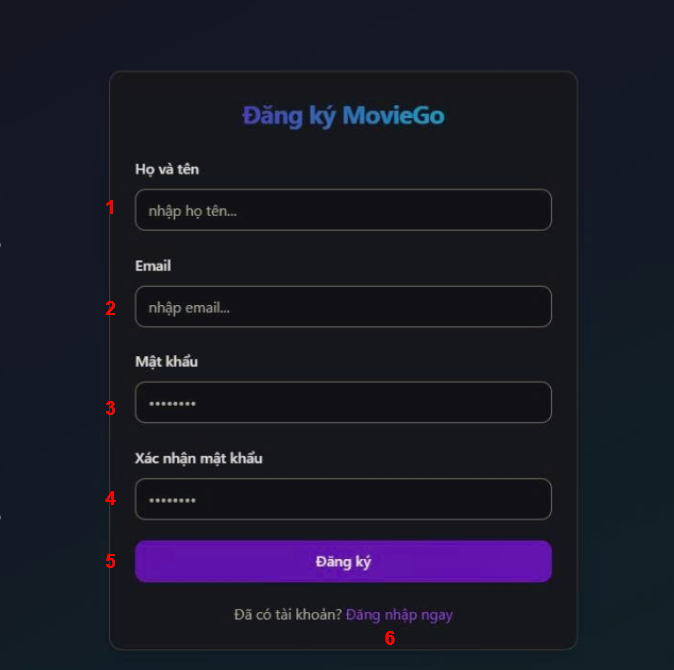 Đăng ký MovieGo
Họ và tên
1
nhập họ tên...
Email
2
nhập email...
Mật khẩu
3
••••••••
Xác nhận mật khẩu
4
••••••••
5
Đăng ký
Đã có tài khoản? Đăng nhập ngay
6